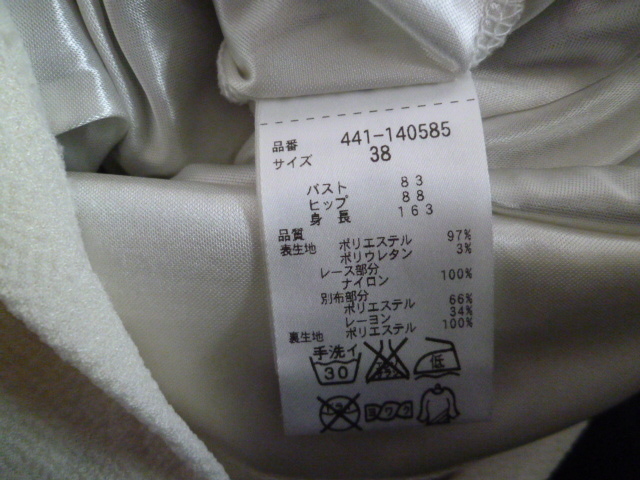 品番 441-140585
サイズ 38
バスト 83
ヒップ 88
身長 163
品質
表生地 ポリエステル 97%
ポリウレタン 3%
レース部分
ナイロン 100%
別布部分
ポリエステル 66%
レーヨン 34%
裏生地 ポリエステル 100%
手洗イ
30 低